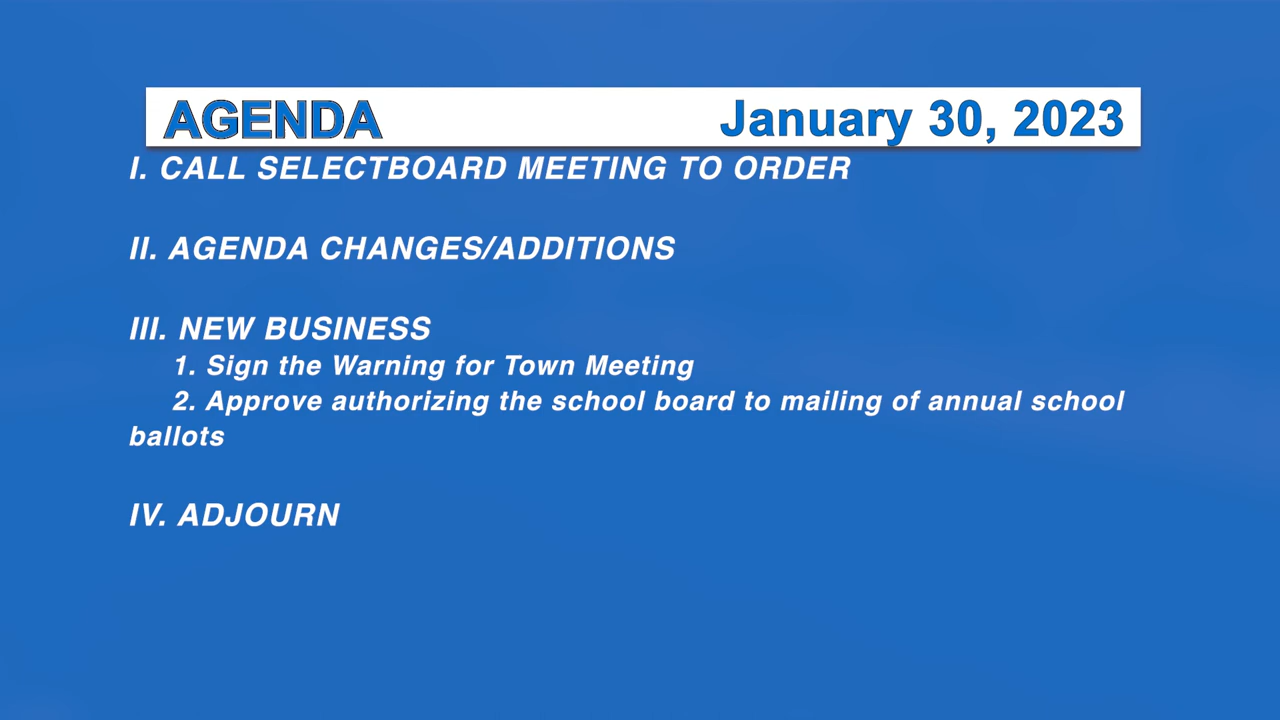 AGENDA January 30, 2023
I. CALL SELECTBOARD MEETING TO ORDER
II. AGENDA CHANGES/ADDITIONS
III. NEW BUSINESS
1. Sign the Warning for Town Meeting
2. Approve authorizing the school board to mailing of annual school
ballots
IV. ADJOURN